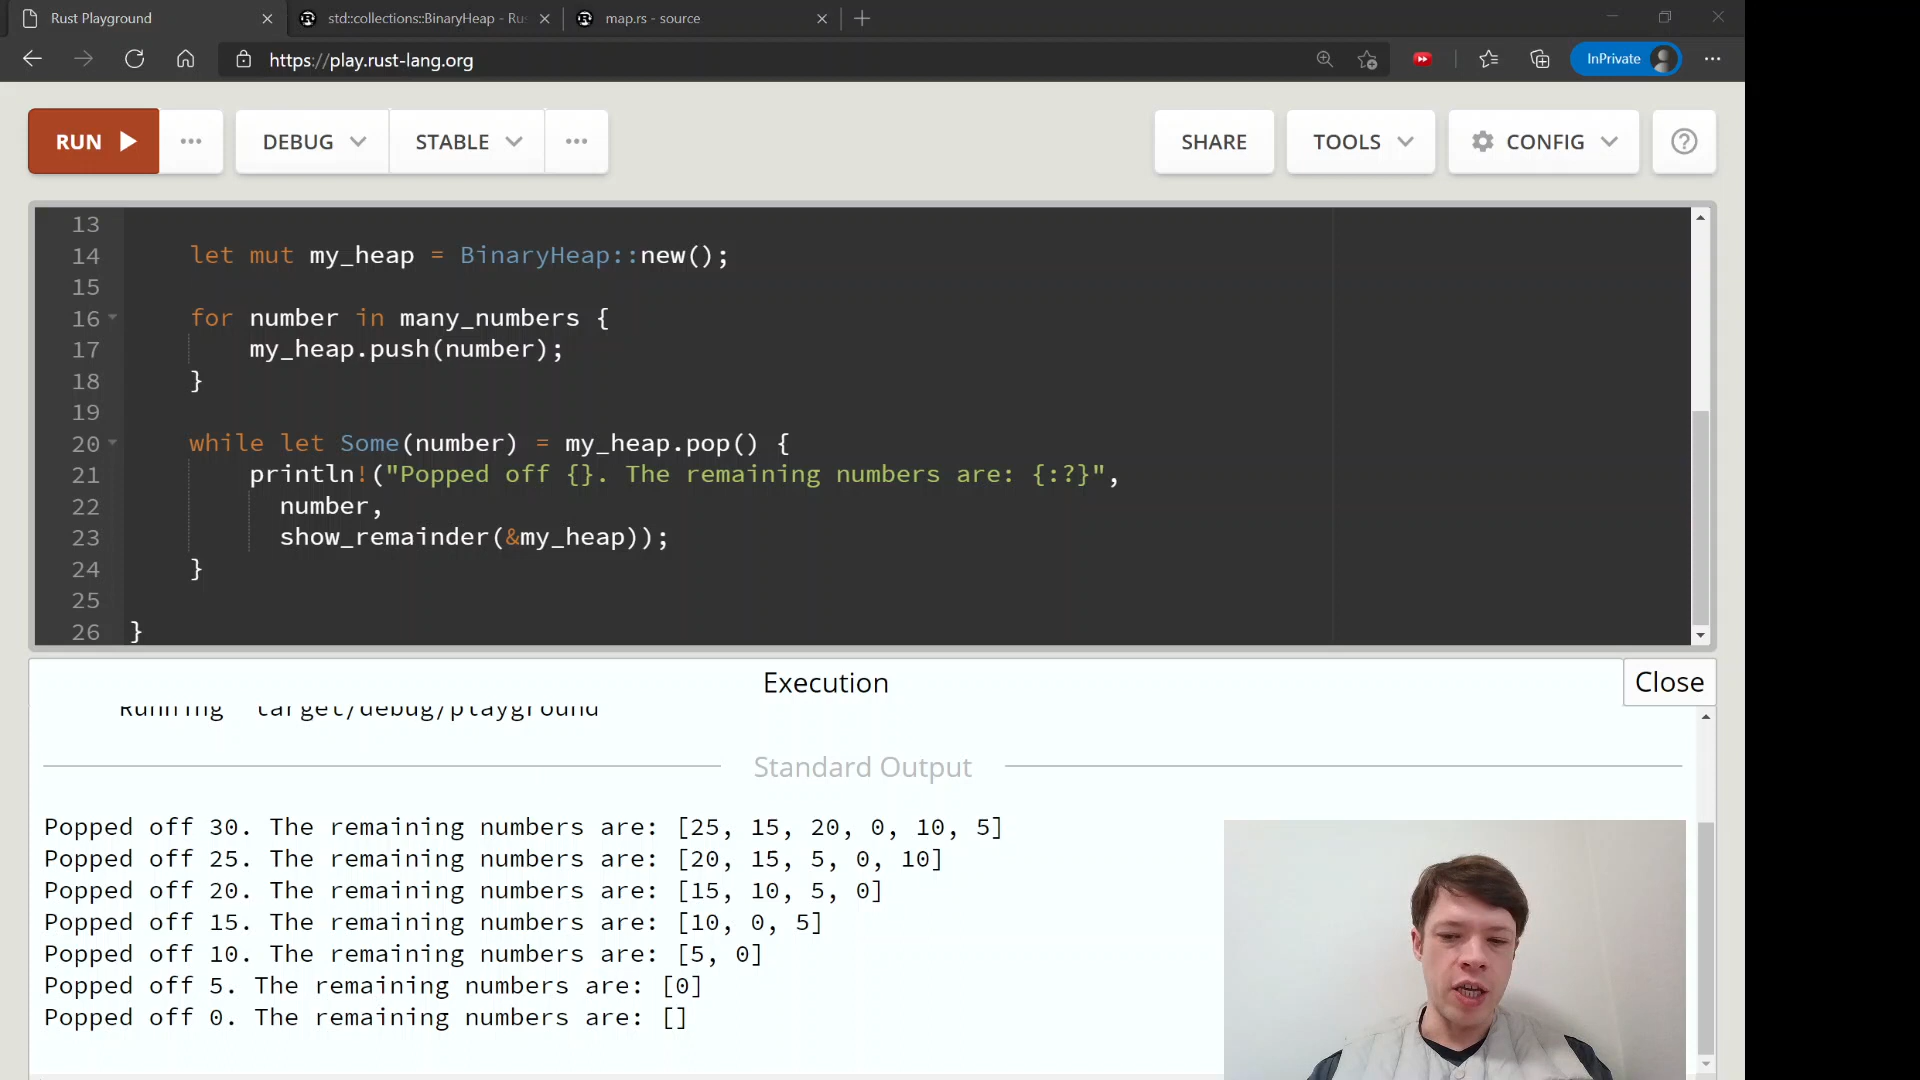 Rust Playground
std::collections::BinaryHeap - Rus
map.rs - source
https://play.rust-lang.org
InPrivate
RUN
DEBUG
STABLE
SHARE
TOOLS
CONFIG
13
14 let mut my_heap = BinaryHeap::new();
15
16 for number in many_numbers {
17 my_heap.push(number);
18 }
19
20 while let Some(number) = my_heap.pop() {
21 println!("Popped off {}. The remaining numbers are: {:?}",
22 number,
23 show_remainder(&my_heap));
24 }
25
26 }
Execution
Close
Running `target/debug/playground`
Standard Output
Popped off 30. The remaining numbers are: [25, 15, 20, 0, 10, 5]
Popped off 25. The remaining numbers are: [20, 15, 5, 0, 10]
Popped off 20. The remaining numbers are: [15, 10, 5, 0]
Popped off 15. The remaining numbers are: [10, 0, 5]
Popped off 10. The remaining numbers are: [5, 0]
Popped off 5. The remaining numbers are: [0]
Popped off 0. The remaining numbers are: []